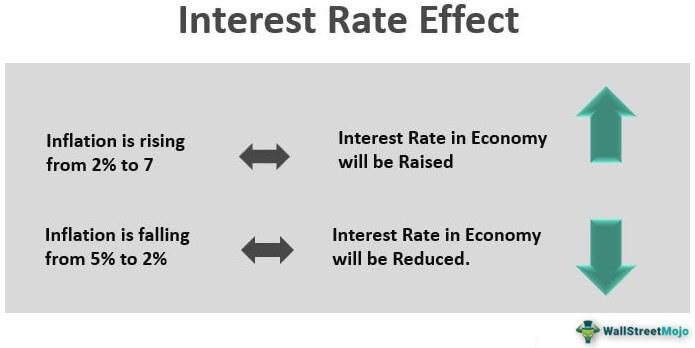 Interest Rate Effect
Inflation is rising
from 2% to 7
Interest Rate in Economy
will be Raised
Inflation is falling
from 5% to 2%
Interest Rate in Economy
will be Reduced.
WallStreetMojo